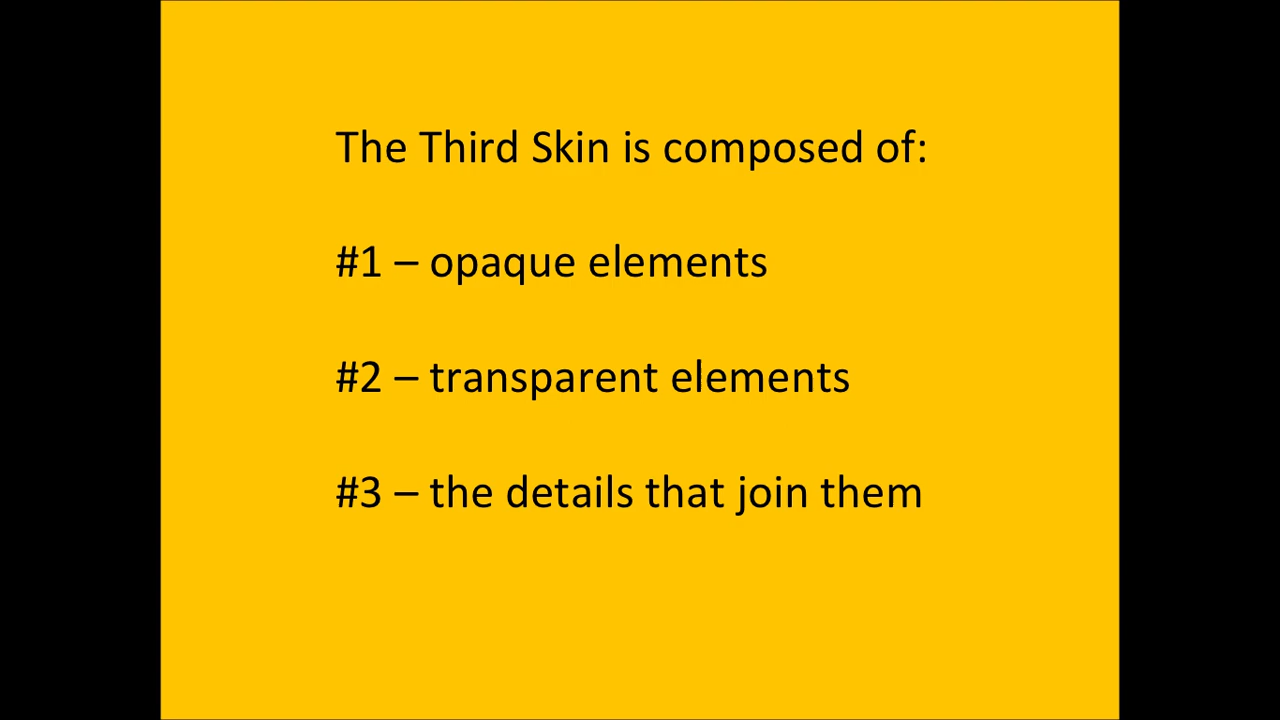 The Third Skin is composed of:
#1 – opaque elements
#2 – transparent elements
#3 – the details that join them